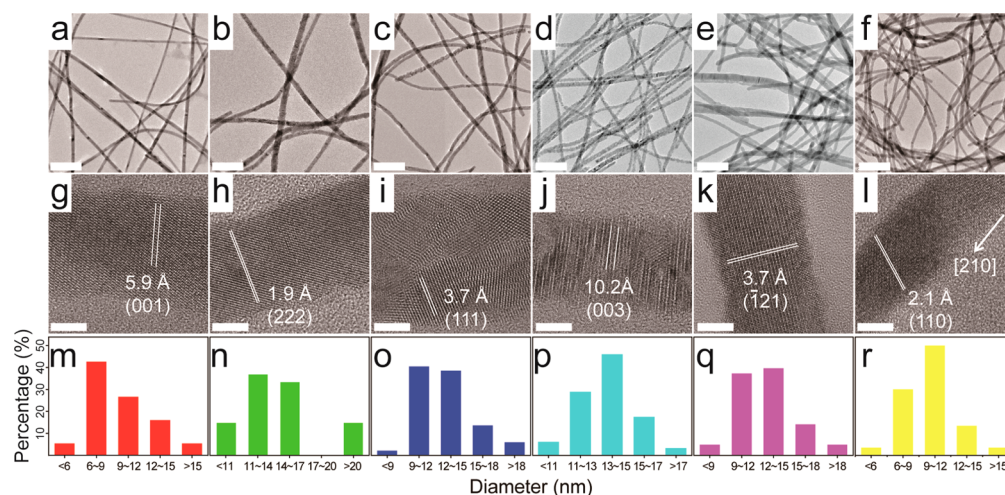 a b c d e f
g h i j k l
5.9 Å
(001)
1.9 Å
(222)
3.7 Å
(111)
10.2Å
(003)
3.7 Å
(1̄21)
[210]
2.1 Å
(110)
m n o p q r
Percentage (%)
50
40
30
20
10
<6 6~9 9~12 12~15 >15
<11 11~14 14~17 17~20 >20
<9 9~12 12~15 15~18 >18
<11 11~13 13~15 15~17 >17
<9 9~12 12~15 15~18 >18
<6 6~9 9~12 12~15 >15
Diameter (nm)